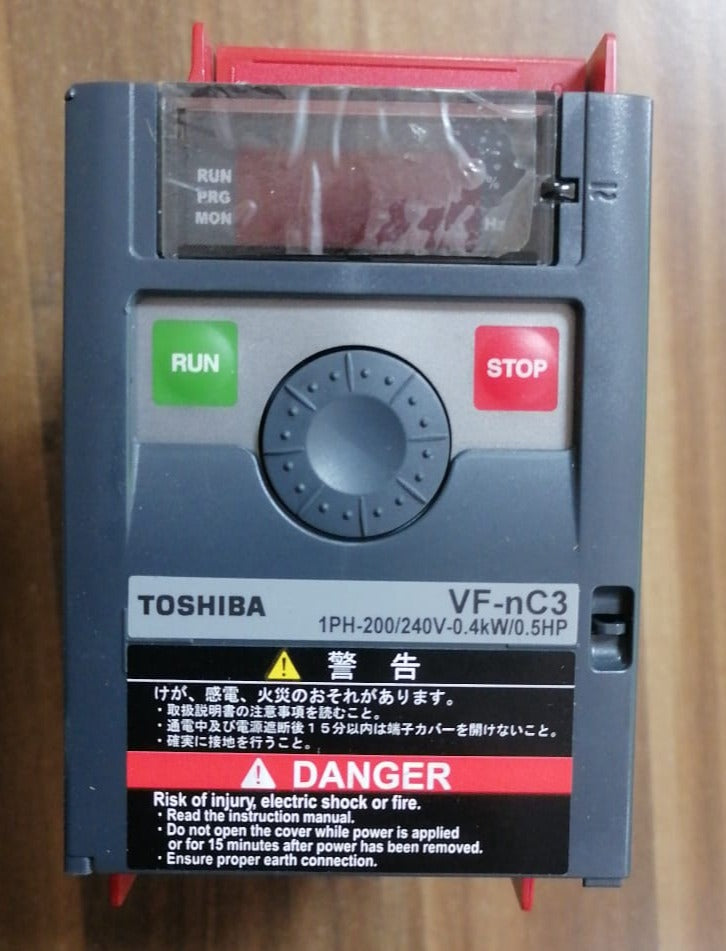 RUN
PRG
MON
%
Hz
RUN
STOP
TOSHIBA
VF-nC3
1PH-200/240V-0.4kW/0.5HP
警 告
けが、感電、火災のおそれがあります。
・取扱説明書の注意事項を読むこと。
・通電中及び電源遮断後15分以内は端子カバーを開けないこと。
・確実に接地を行うこと。
DANGER
Risk of injury, electric shock or fire.
・Read the instruction manual.
・Do not open the cover while power is applied
or for 15 minutes after power has been removed.
・Ensure proper earth connection.